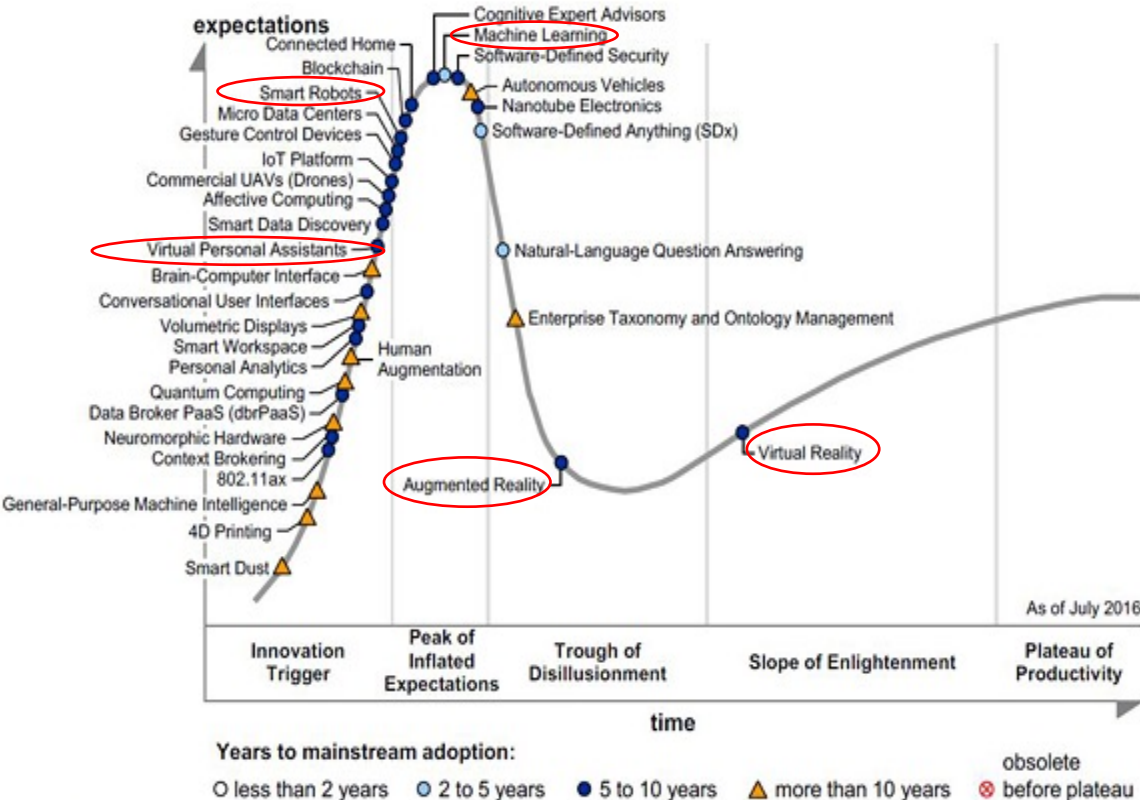 expectations
Cognitive Expert Advisors
Machine Learning
Connected Home
Software-Defined Security
Blockchain
Autonomous Vehicles
Smart Robots
Nanotube Electronics
Micro Data Centers
Software-Defined Anything (SDx)
Gesture Control Devices
IoT Platform
Commercial UAVs (Drones)
Affective Computing
Smart Data Discovery
Virtual Personal Assistants
Natural-Language Question Answering
Brain-Computer Interface
Conversational User Interfaces
Enterprise Taxonomy and Ontology Management
Volumetric Displays
Smart Workspace
Human
Augmentation
Personal Analytics
Quantum Computing
Data Broker PaaS (dbrPaaS)
Neuromorphic Hardware
Context Brokering
Virtual Reality
802.11ax
Augmented Reality
General-Purpose Machine Intelligence
4D Printing
Smart Dust
As of July 2016
Innovation
Trigger
Peak of
Inflated
Expectations
Trough of
Disillusionment
Slope of Enlightenment
Plateau of
Productivity
time
Years to mainstream adoption:
less than 2 years
2 to 5 years
5 to 10 years
more than 10 years
obsolete
before plateau